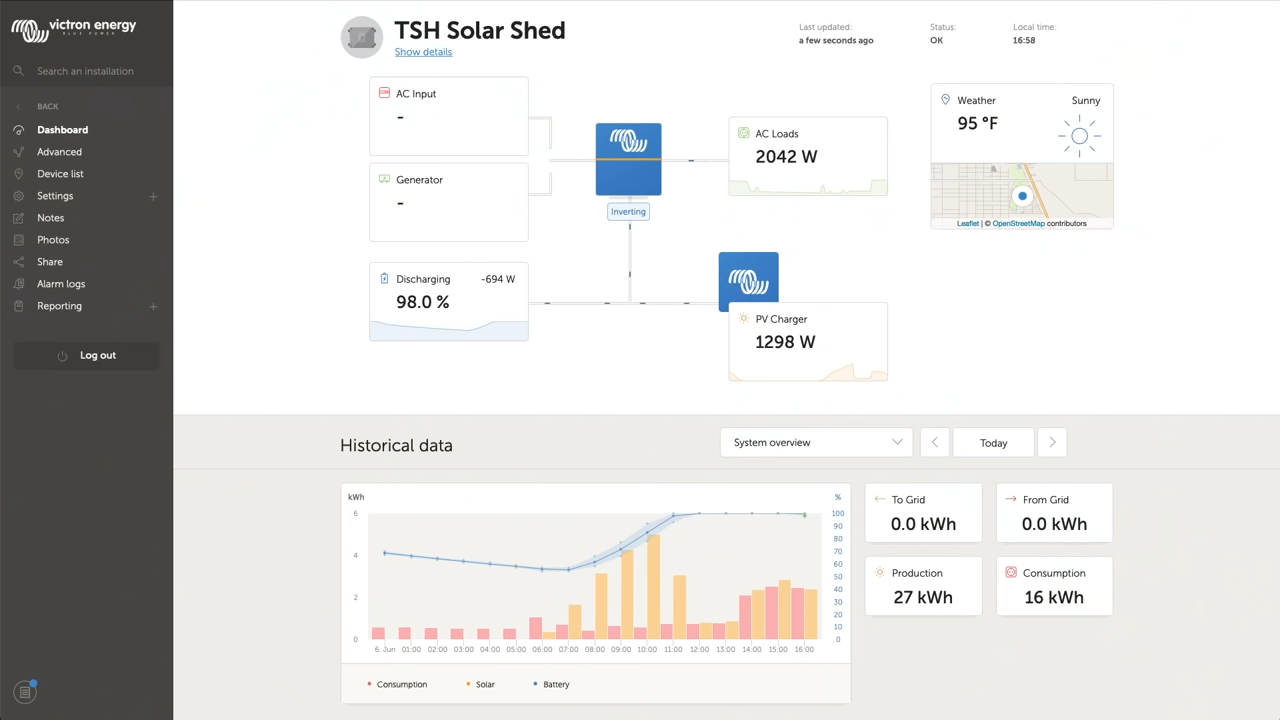 victron energy
BLUE POWER
Search an installation
BACK
Dashboard
Advanced
Device list
Settings
Notes
Photos
Share
Alarm logs
Reporting
Log out
TSH Solar Shed
Show details
Last updated:
a few seconds ago
Status:
OK
Local time:
16:58
AC Input
-
Generator
-
Inverting
AC Loads
2042 W
Discharging -694 W
98.0 %
PV Charger
1298 W
Weather Sunny
95 °F
Leaflet | © OpenStreetMap contributors
Historical data
System overview
Today
kWh %
6
4
2
0
100
90
80
70
60
50
40
30
20
10
0
6. Jun 01:00 02:00 03:00 04:00 05:00 06:00 07:00 08:00 09:00 10:00 11:00 12:00 13:00 14:00 15:00 16:00
Consumption Solar Battery
To Grid
0.0 kWh
From Grid
0.0 kWh
Production
27 kWh
Consumption
16 kWh